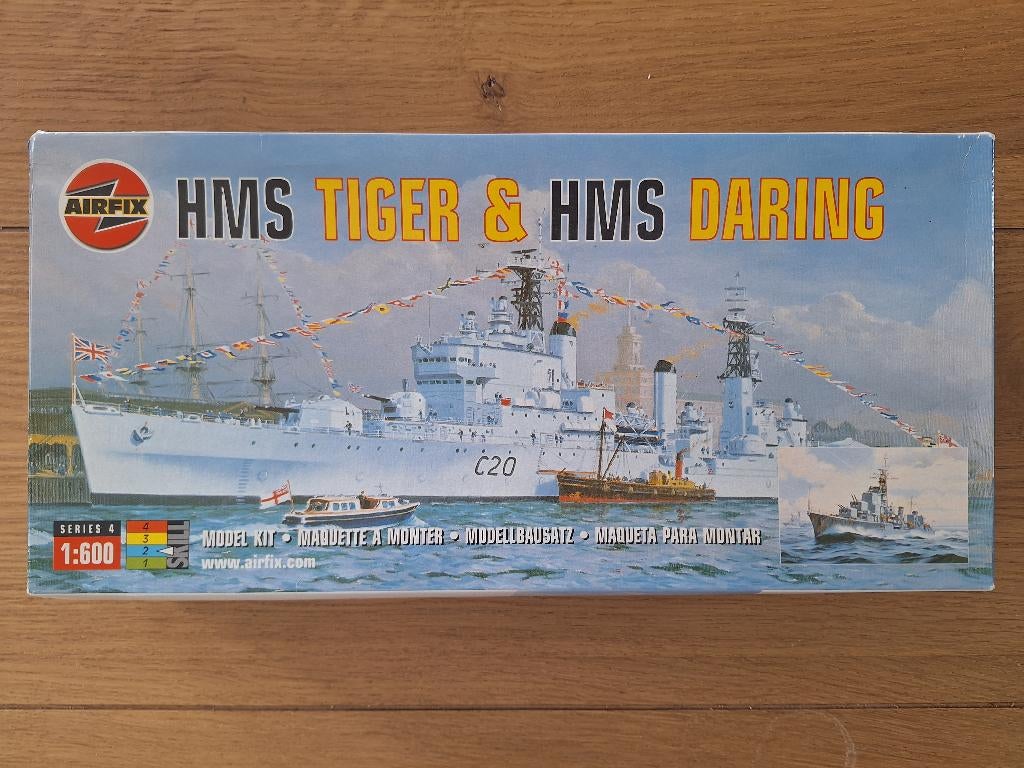 AIRFIX
HMS TIGER & HMS DARING
C20
SERIES 4
1:600
4
3
2
1
SKILL
MODEL KIT • MAQUETTE A MONTER • MODELLBAUSATZ • MAQUETA PARA MONTAR
www.airfix.com